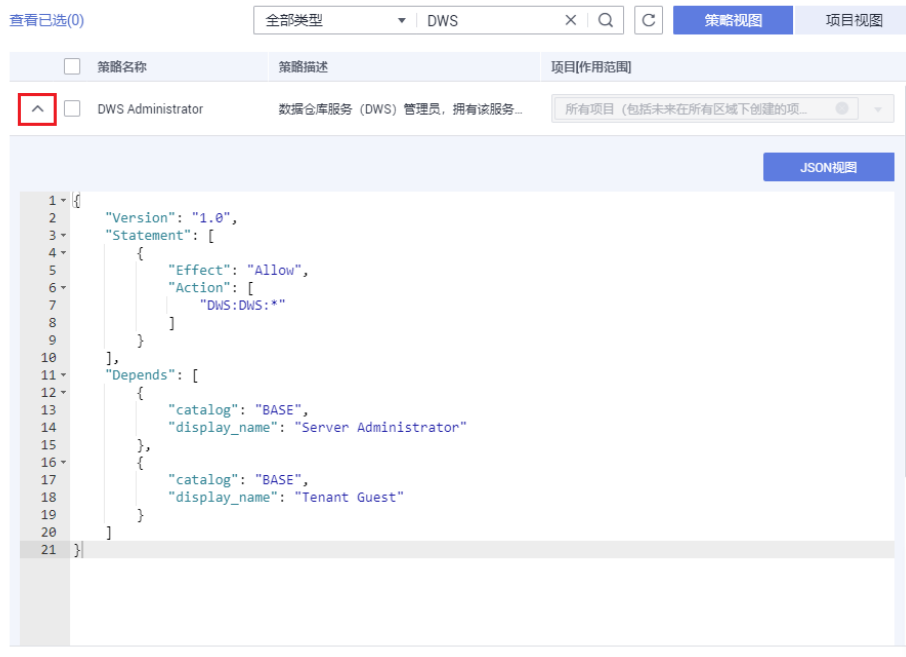 查看已选(0) 全部类型 DWS 策略视图 项目视图
策略名称 策略描述 项目[作用范围]
DWS Administrator 数据仓库服务（DWS）管理员，拥有该服务... 所有项目（包括未来在所有区域下创建的项...
JSON视图
1 {
2 "Version": "1.0",
3 "Statement": [
4 {
5 "Effect": "Allow",
6 "Action": [
7 "DWS:DWS:*"
8 ]
9 }
10 ],
11 "Depends": [
12 {
13 "catalog": "BASE",
14 "display_name": "Server Administrator"
15 },
16 {
17 "catalog": "BASE",
18 "display_name": "Tenant Guest"
19 }
20 ]
21 }